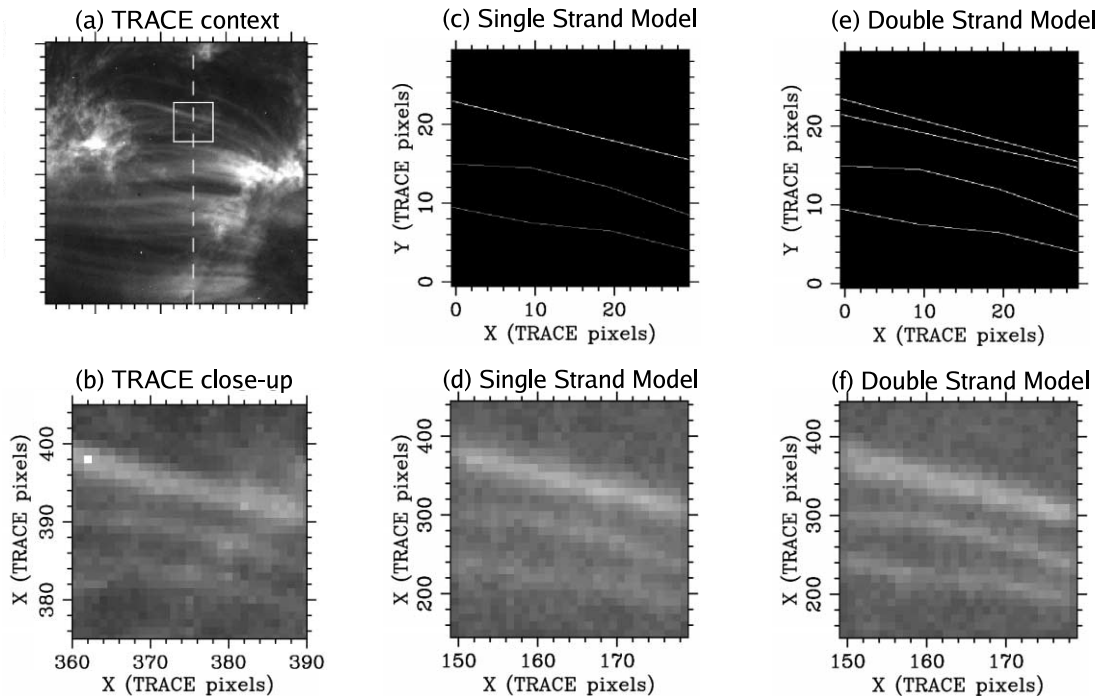 (a) TRACE context
(c) Single Strand Model
(e) Double Strand Model
Y (TRACE pixels)
20
10
0
0 10 20
X (TRACE pixels)
Y (TRACE pixels)
20
10
0
0 10 20
X (TRACE pixels)
(b) TRACE close-up
(d) Single Strand Model
(f) Double Strand Model
X (TRACE pixels)
400
390
380
360 370 380 390
X (TRACE pixels)
X (TRACE pixels)
400
300
200
150 160 170
X (TRACE pixels)
X (TRACE pixels)
400
300
200
150 160 170
X (TRACE pixels)